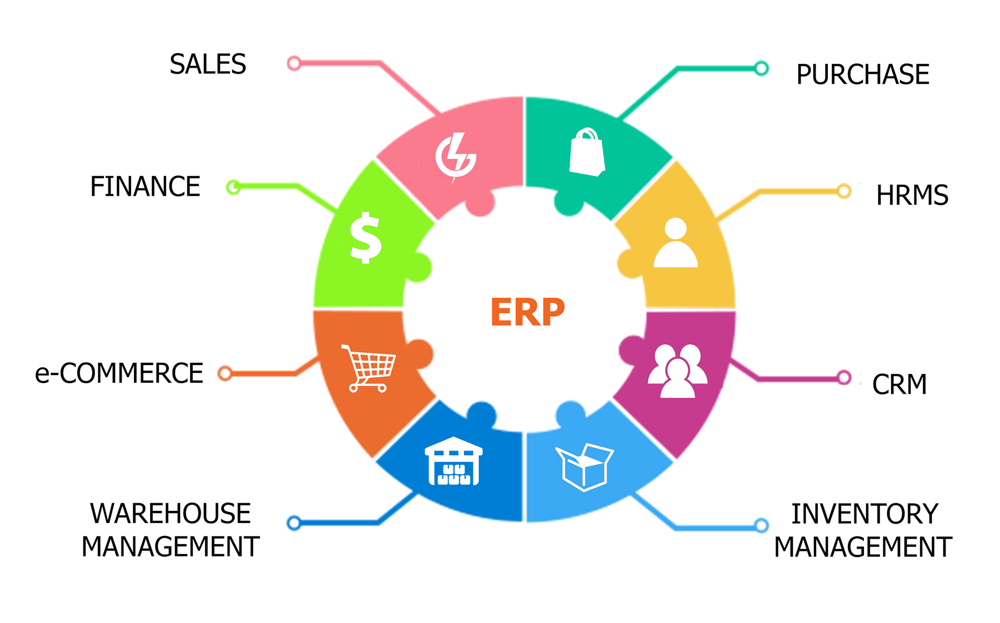 SALES
PURCHASE
FINANCE
HRMS
ERP
e-COMMERCE
CRM
WAREHOUSE
MANAGEMENT
INVENTORY
MANAGEMENT